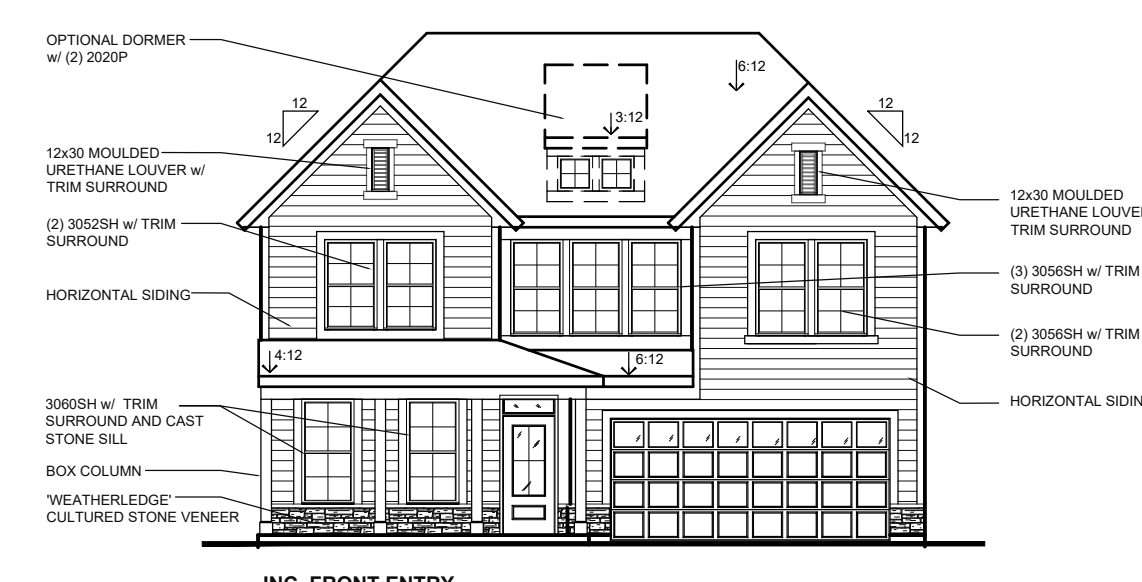 OPTIONAL DORMER
w/ (2) 2020P
6:12
3:12
12
12
12
12
12x30 MOULDED
URETHANE LOUVER w/
TRIM SURROUND
(2) 3052SH w/ TRIM
SURROUND
HORIZONTAL SIDING
4:12
6:12
3060SH w/ TRIM
SURROUND AND CAST
STONE SILL
BOX COLUMN
'WEATHERLEDGE'
CULTURED STONE VENEER
12x30 MOULDED
URETHANE LOUVER
TRIM SURROUND
(3) 3056SH w/ TRIM
SURROUND
(2) 3056SH w/ TRIM
SURROUND
HORIZONTAL SIDIN
FRONT ENTRY